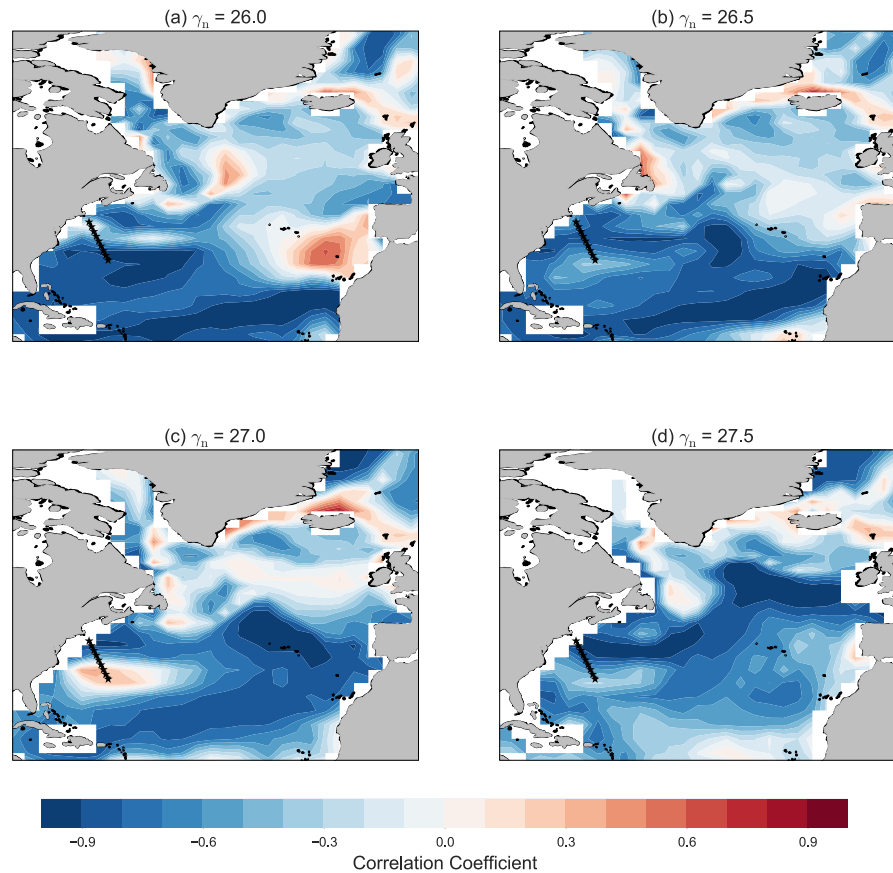 (a) γₙ = 26.0
(b) γₙ = 26.5
(c) γₙ = 27.0
(d) γₙ = 27.5
−0.9 −0.6 −0.3 0.0 0.3 0.6 0.9
Correlation Coefficient